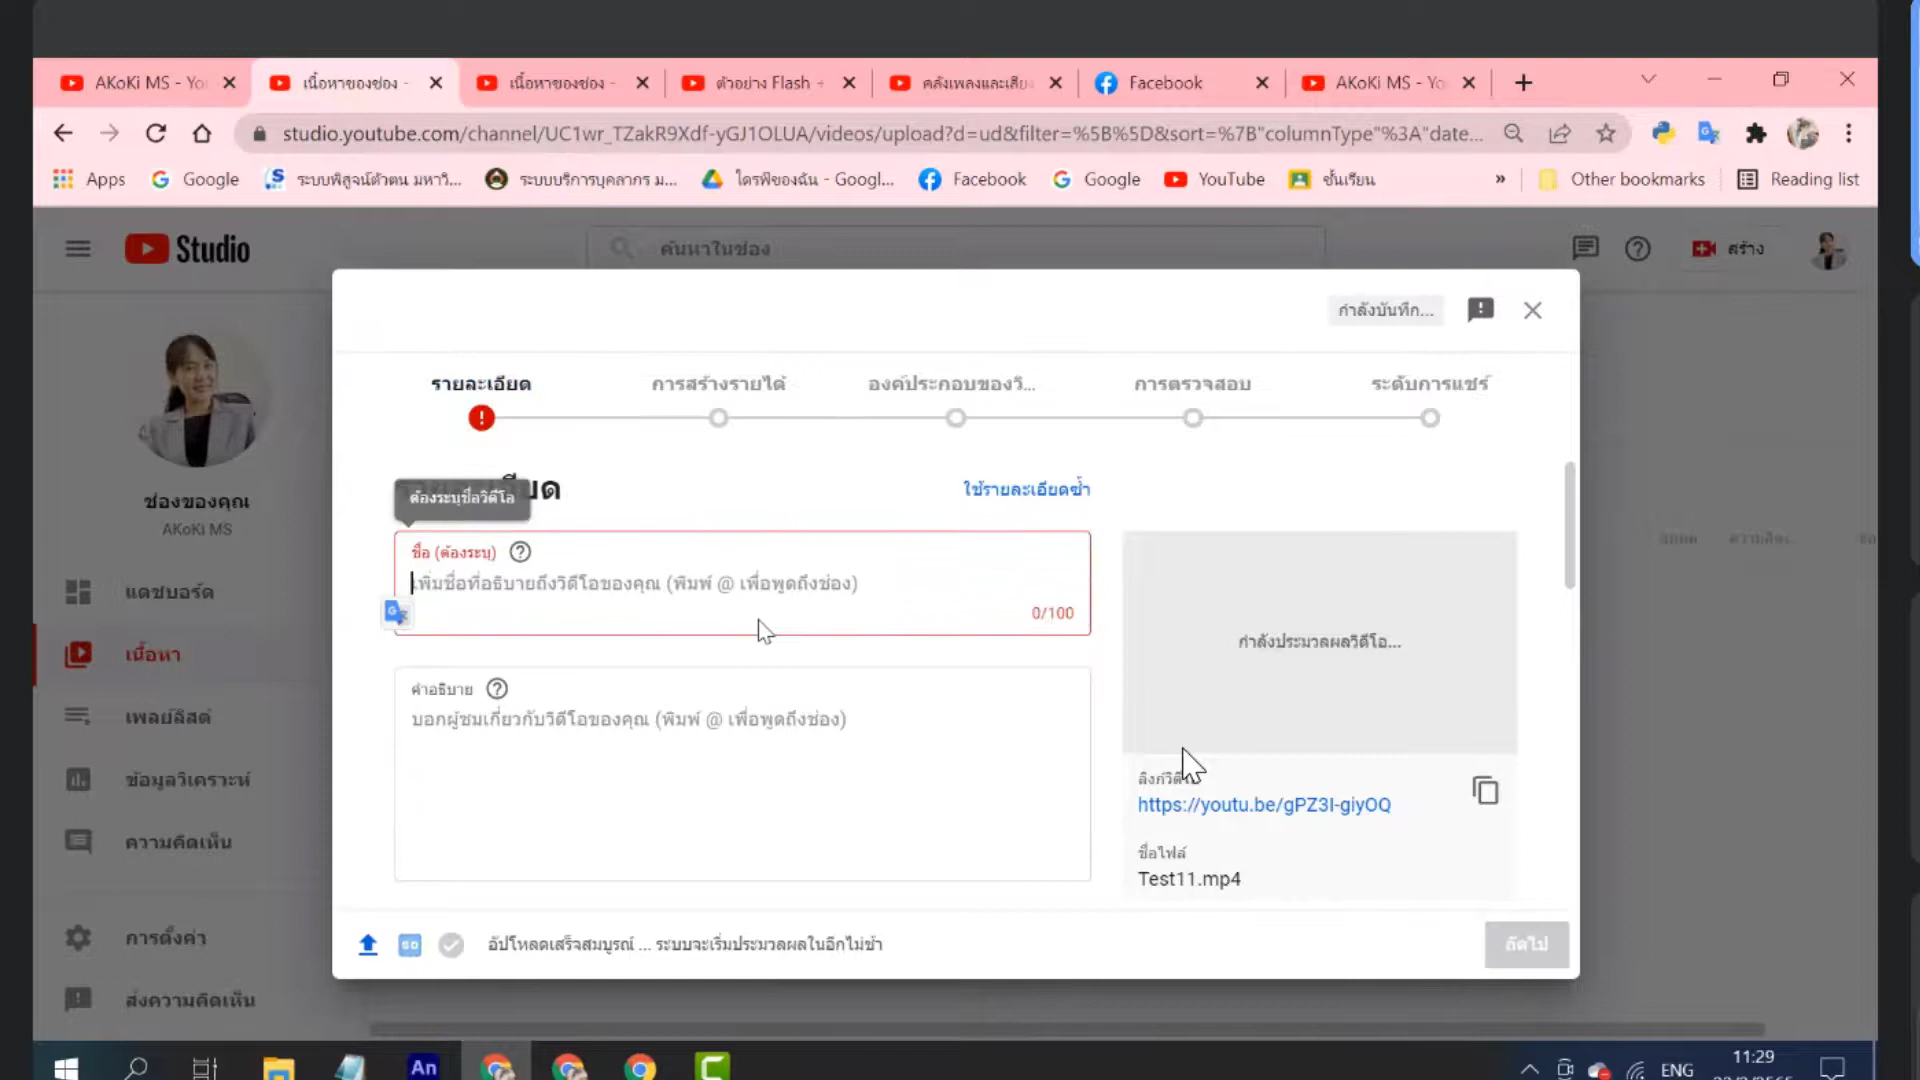 AKoKi MS - Yo
เนื้อหาของช่อง -
เนื้อหาของช่อง -
ตัวอย่าง Flash +
คลังเพลงและเสีย
Facebook
AKoKi MS - Yo
studio.youtube.com/channel/UC1wr_TZakR9Xdf-yGJ1OLUA/videos/upload?d=ud&filter=%5B%5D&sort=%7B"columnType"%3A"date...
Apps
Google
ระบบพิสูจน์ตัวตน มหาวิ...
ระบบบริการบุคลากร ม...
ไดรฟ์ของฉัน - Googl...
Facebook
Google
YouTube
ชั้นเรียน
»
Other bookmarks
Reading list
Studio
ค้นหาในช่อง
สร้าง
กำลังบันทึก...
รายละเอียด
การสร้างรายได้
องค์ประกอบของวิ...
การตรวจสอบ
ระดับการแชร์
ต้องระบุชื่อวิดีโอ
ใช้รายละเอียดซ้ำ
ชื่อ (ต้องระบุ)
เพิ่มชื่อที่อธิบายถึงวิดีโอของคุณ (พิมพ์ @ เพื่อพูดถึงช่อง)
0/100
คำอธิบาย
บอกผู้ชมเกี่ยวกับวิดีโอของคุณ (พิมพ์ @ เพื่อพูดถึงช่อง)
กำลังประมวลผลวิดีโอ...
https://youtu.be/gPZ3I-giyOQ
ชื่อไฟล์
Test11.mp4
อัปโหลดเสร็จสมบูรณ์ ... ระบบจะเริ่มประมวลผลในอีกไม่ช้า
ถัดไป
ช่องของคุณ
AKoKi MS
แดชบอร์ด
เนื้อหา
เพลย์ลิสต์
ข้อมูลวิเคราะห์
ความคิดเห็น
การตั้งค่า
ส่งความคิดเห็น
An
ENG
11:29